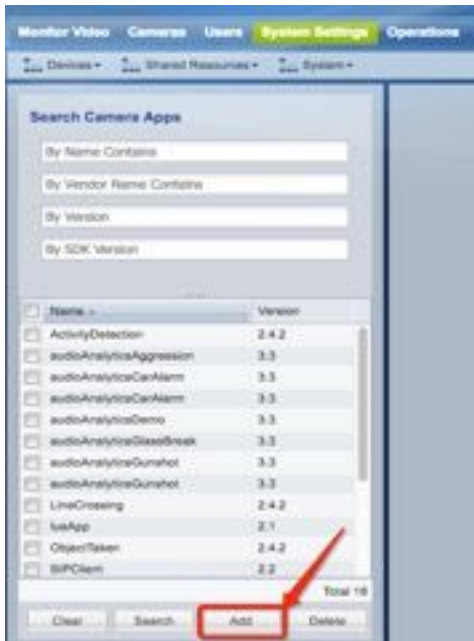 Monitor Video Cameras Users System Settings Operations
Devices Shared Resources System
Search Camera Apps
By Name Contains
By Vendor Name Contains
By Version
By SDK Version
Name Version
ActivityDetection 2.4.2
audioAnalyticsAggression 3.3
audioAnalyticsCarAlarm 3.3
audioAnalyticsCarAlarm 3.3
audioAnalyticsDemo 3.3
audioAnalyticsGlassBreak 3.3
audioAnalyticsGunshot 3.3
audioAnalyticsGunshot 3.3
LineCrossing 2.4.2
luaApp 2.1
ObjectTaken 2.4.2
SIPClient 2.2
Total 18
Clear Search Add Delete